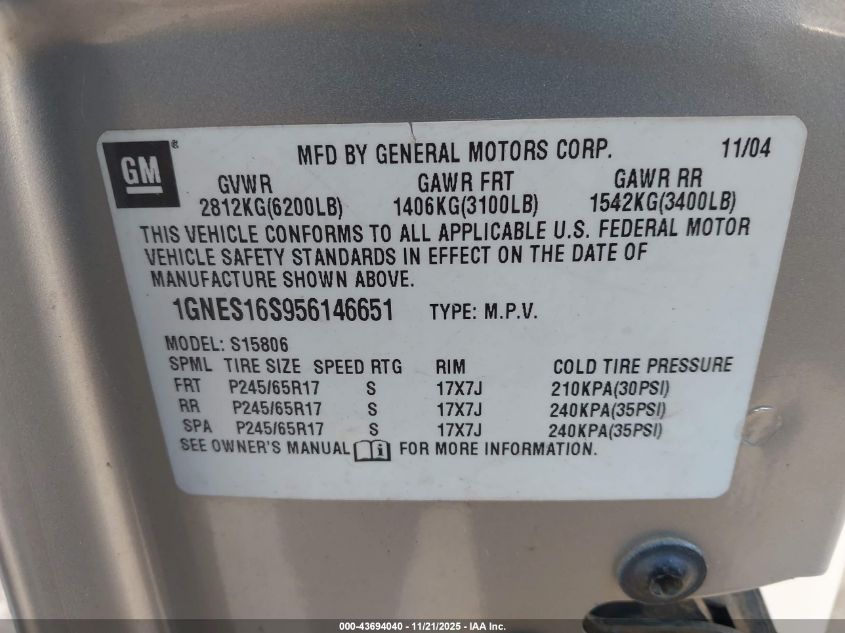 GM ® MFD BY GENERAL MOTORS CORP. 11/04
GVWR GAWR FRT GAWR RR
2812KG(6200LB) 1406KG(3100LB) 1542KG(3400LB)
THIS VEHICLE CONFORMS TO ALL APPLICABLE U.S. FEDERAL MOTOR
VEHICLE SAFETY STANDARDS IN EFFECT ON THE DATE OF
MANUFACTURE SHOWN ABOVE.
1GNES16S956146651 TYPE: M.P.V.
MODEL: S15806
SPML TIRE SIZE SPEED RTG RIM COLD TIRE PRESSURE
FRT P245/65R17 S 17X7J 210KPA(30PSI)
RR P245/65R17 S 17X7J 240KPA(35PSI)
SPA P245/65R17 S 17X7J 240KPA(35PSI)
SEE OWNER'S MANUAL i FOR MORE INFORMATION.
000-43694040 - 11/21/2025 - IAA Inc.